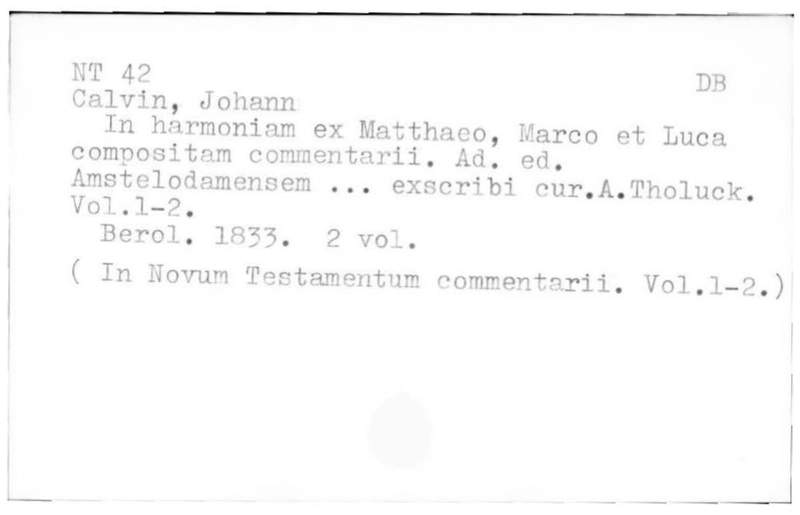 NT 42 DB
Calvin, Johann
In harmoniam ex Matthaeo, Marco et Luca
compositam commentarii. Ad. ed.
Amstelodamensem ... exscribi cur.A.Tholuck.
Vol.1-2.
Berol. 1833. 2 vol.
( In Novum Testamentum commentarii. Vol.1-2.)